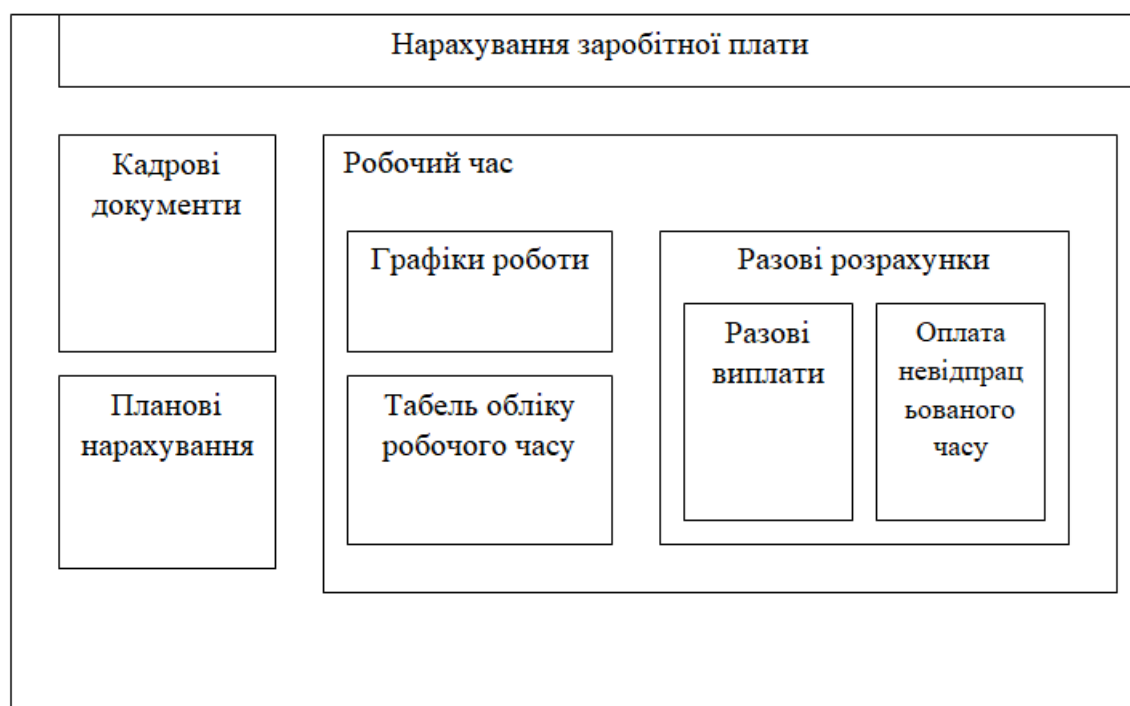 Нарахування заробітної плати
Кадрові
документи
Робочий час
Графіки роботи
Разові розрахунки
Разові
виплати
Оплата
невідпрац
ьованого
часу
Планові
нарахування
Табель обліку
робочого часу